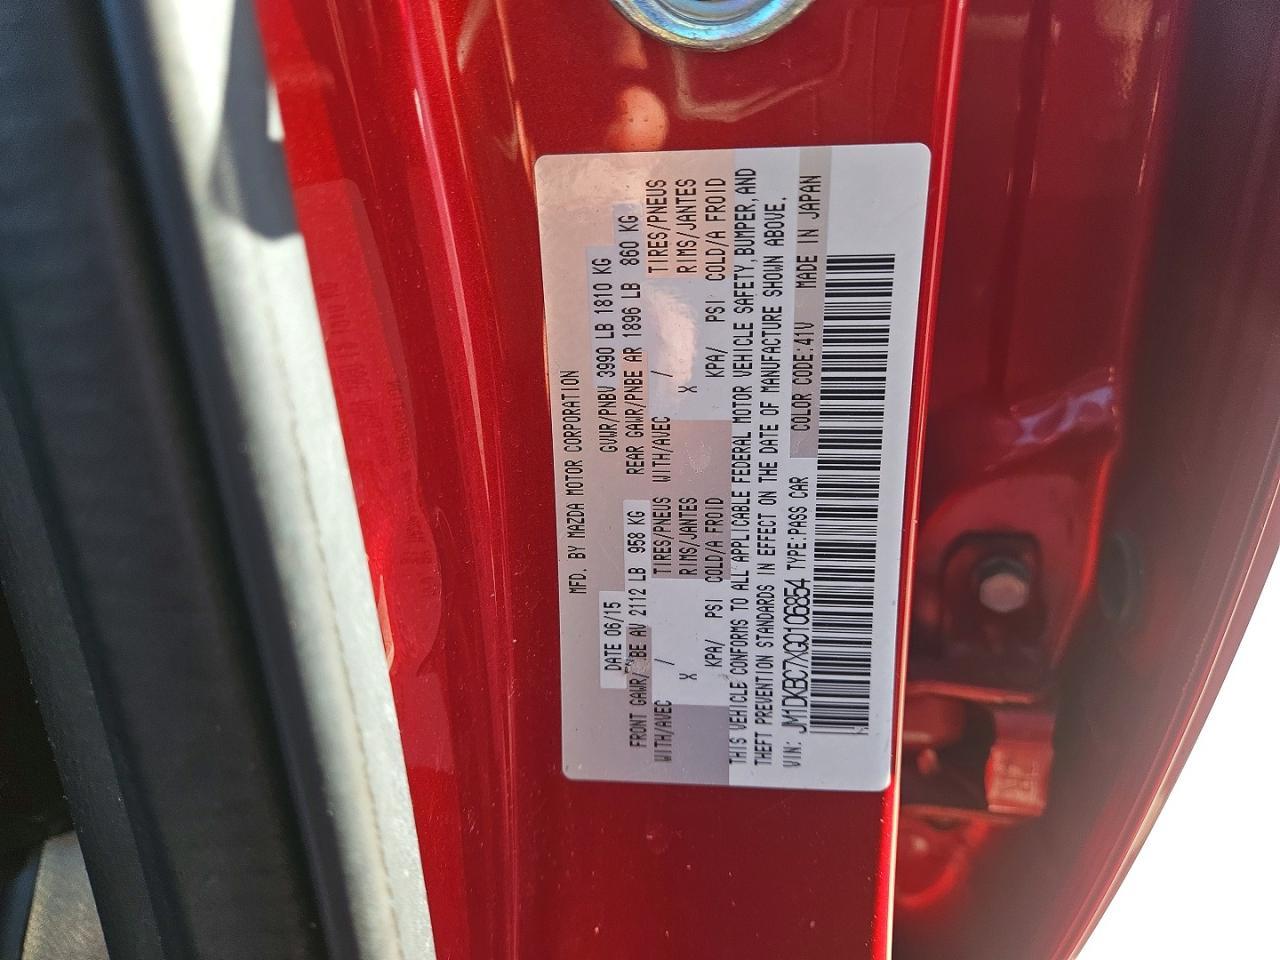 MFD. BY MAZDA MOTOR CORPORATION
DATE 06/15 GVWR/PNBV 3990 LB 1810 KG
FRONT GAWR/ BE AV 2112 LB 958 KG REAR GAWR/PNBE AR 1896 LB 860 KG
WITH/AVEC / TIRES/PNEUS WITH/AVEC / TIRES/PNEUS
X RIMS/JANTES X RIMS/JANTES
KPA/ PSI COLD/A FROID KPA/ PSI COLD/A FROID
THIS VEHICLE CONFORMS TO ALL APPLICABLE FEDERAL MOTOR VEHICLE SAFETY, BUMPER, AND
THEFT PREVENTION STANDARDS IN EFFECT ON THE DATE OF MANUFACTURE SHOWN ABOVE.
VIN: JM1DKBC7XG0106854 TYPE:PASS CAR COLOR CODE:41V MADE IN JAPAN